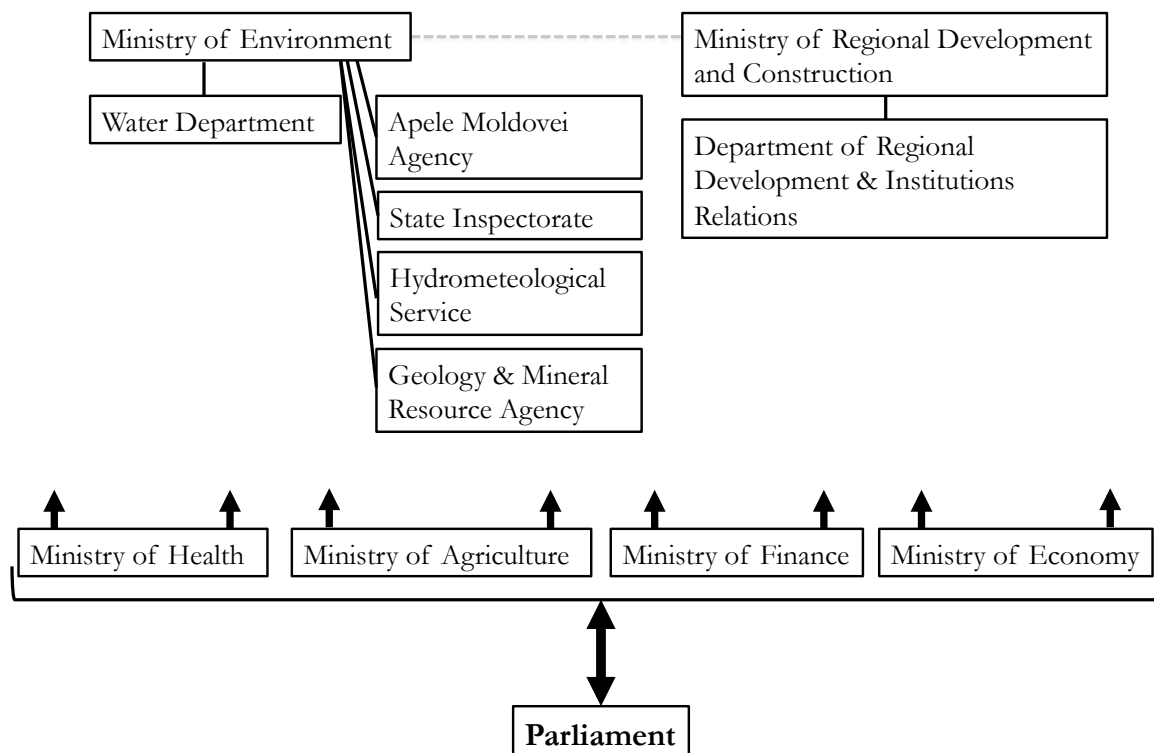 Ministry of Environment
Ministry of Regional Development
and Construction
Water Department
Apele Moldovei
Agency
Department of Regional
Development & Institutions
Relations
State Inspectorate
Hydrometeological
Service
Geology & Mineral
Resource Agency
Ministry of Health
Ministry of Agriculture
Ministry of Finance
Ministry of Economy
Parliament